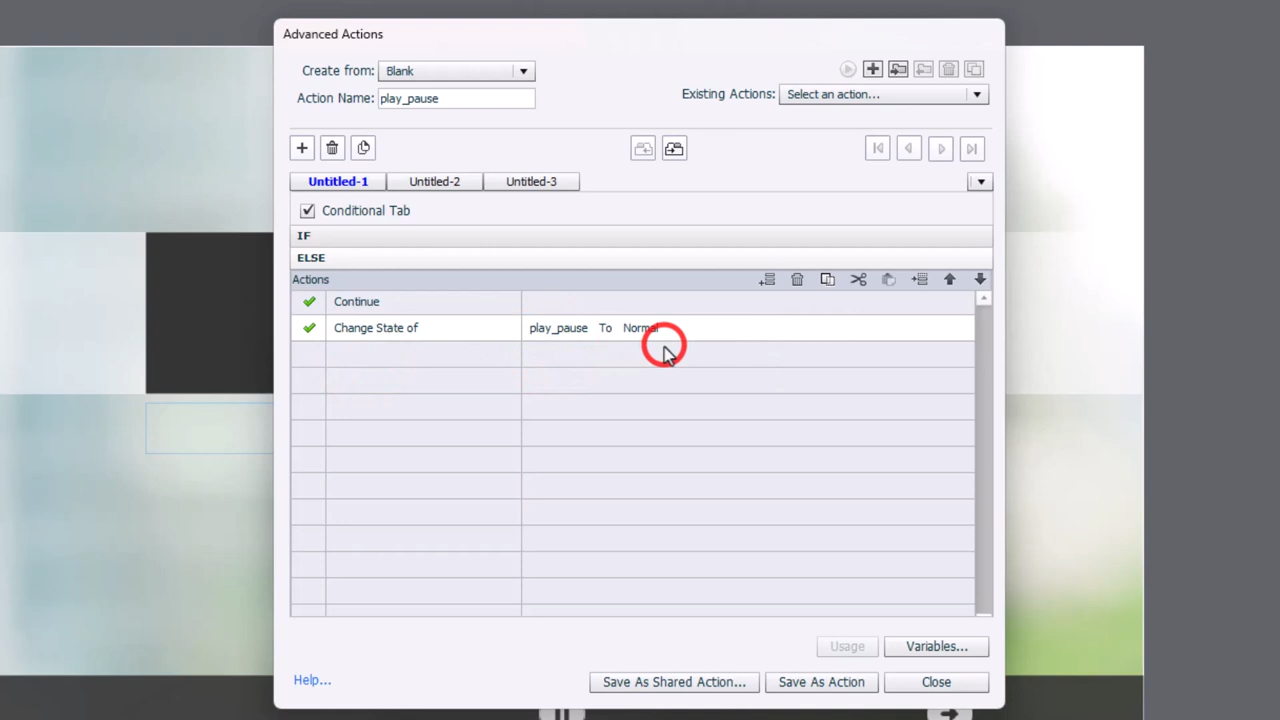 Advanced Actions
Create from: Blank
Action Name: play_pause
Existing Actions: Select an action...
Untitled-1 Untitled-2 Untitled-3
Conditional Tab
IF
ELSE
Actions
Continue
Change State of play_pause To Normal
Usage Variables...
Help... Save As Shared Action... Save As Action Close